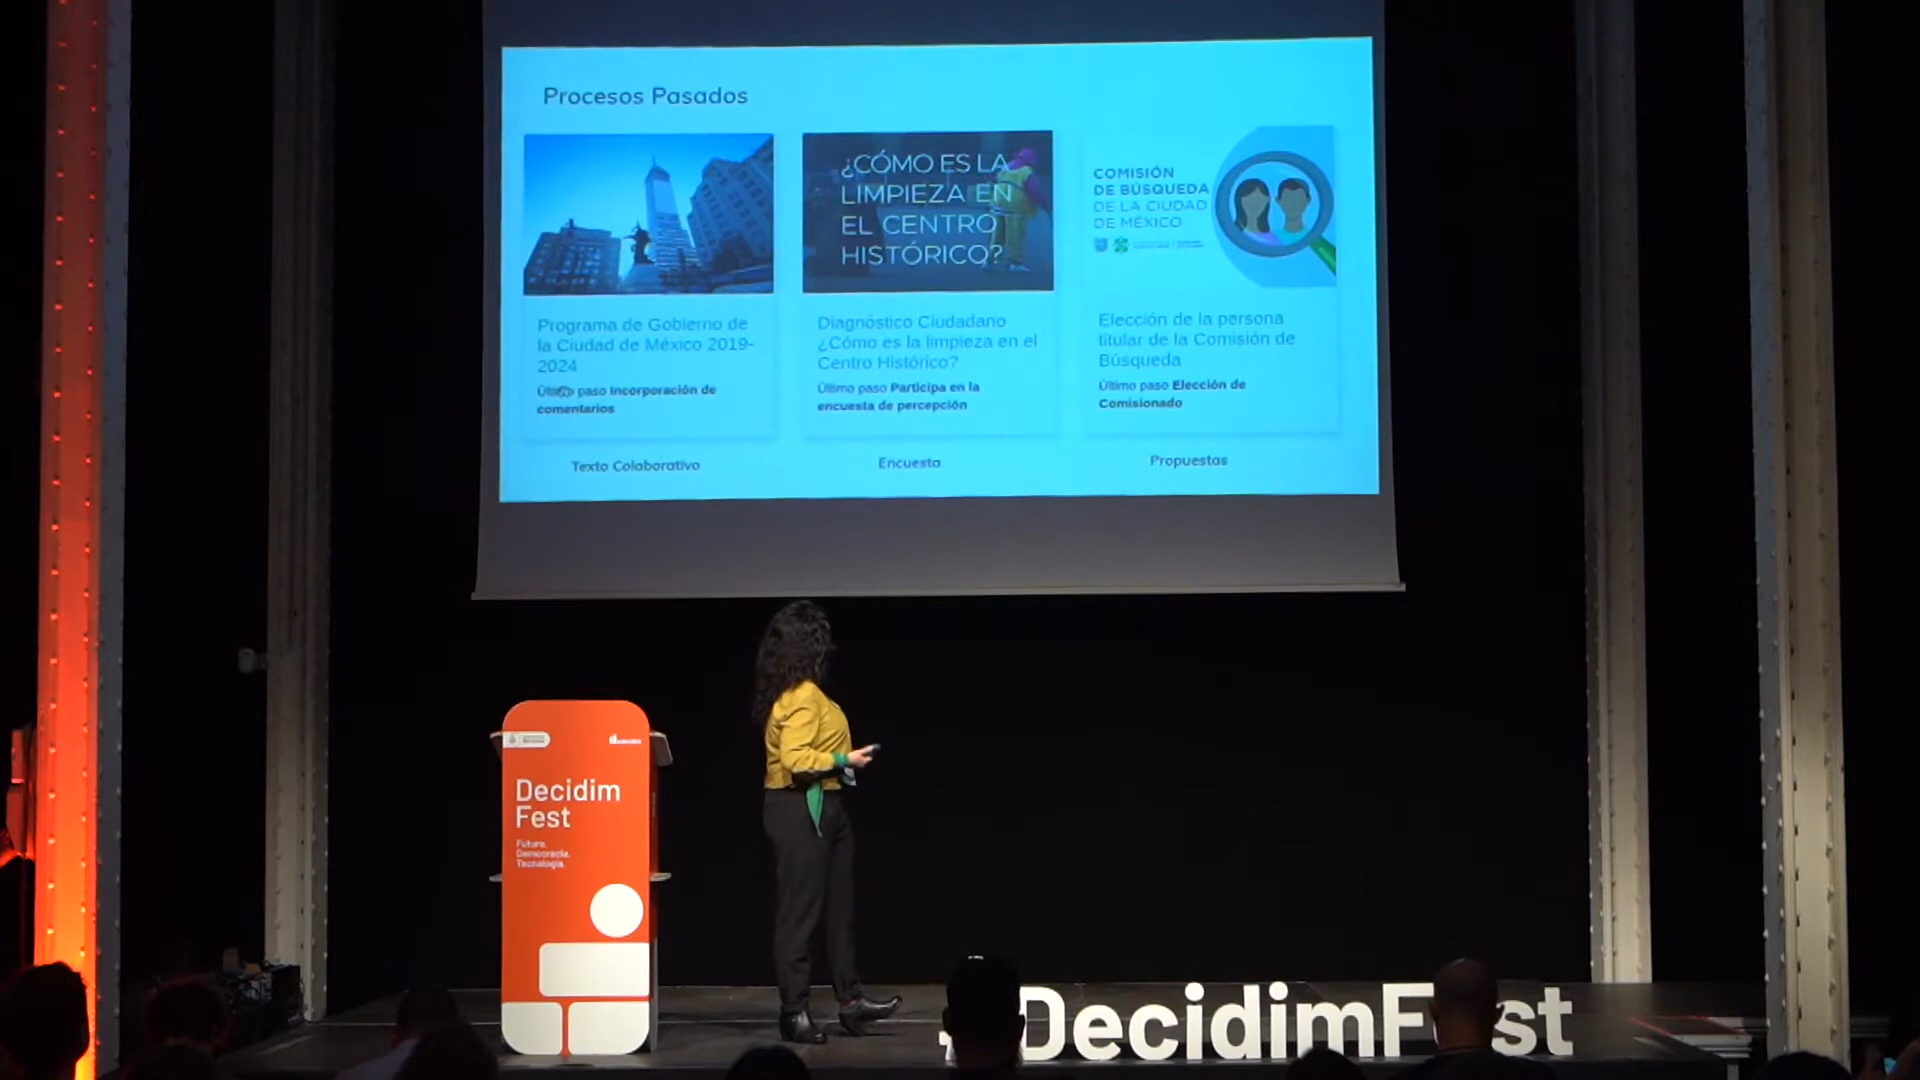 Procesos Pasados
¿CÓMO ES LA
LIMPIEZA EN
EL CENTRO
HISTÓRICO?
COMISIÓN
DE BÚSQUEDA
DE LA CIUDAD
DE MÉXICO
Programa de Gobierno de
la Ciudad de México 2019-
2024
Último paso Incorporación de
comentarios
Texto Colaborativo
Diagnóstico Ciudadano
¿Cómo es la limpieza en el
Centro Histórico?
Último paso Participa en la
encuesta de percepción
Encuesta
Elección de la persona
titular de la Comisión de
Búsqueda
Último paso Elección de
Comisionado
Propuestas
Decidim
Fest
Futuro.
Democracia.
Tecnología.
#DecidimFest